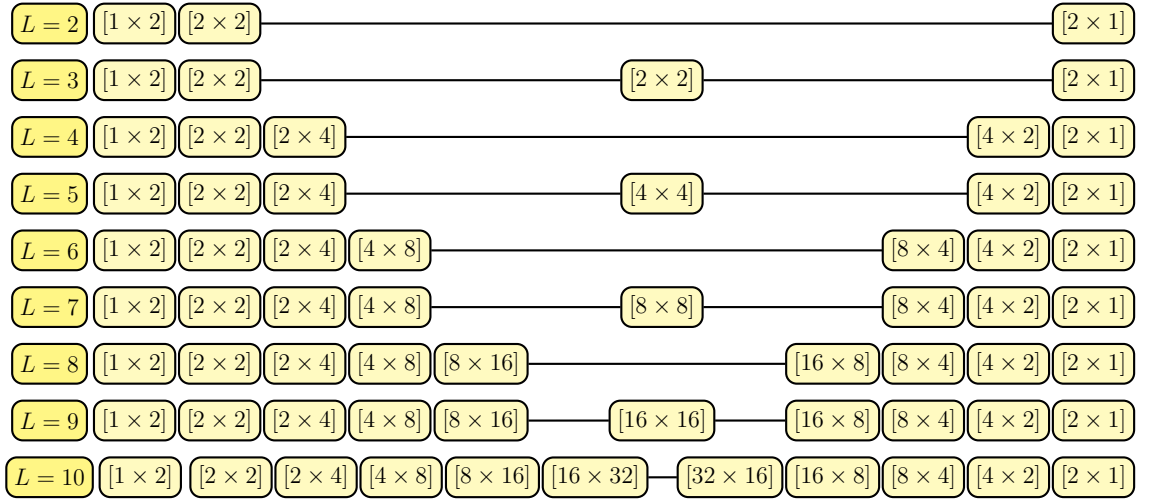 L = 2 [1 × 2] [2 × 2] [2 × 1]
L = 3 [1 × 2] [2 × 2] [2 × 2] [2 × 1]
L = 4 [1 × 2] [2 × 2] [2 × 4] [4 × 2] [2 × 1]
L = 5 [1 × 2] [2 × 2] [2 × 4] [4 × 4] [4 × 2] [2 × 1]
L = 6 [1 × 2] [2 × 2] [2 × 4] [4 × 8] [8 × 4] [4 × 2] [2 × 1]
L = 7 [1 × 2] [2 × 2] [2 × 4] [4 × 8] [8 × 8] [8 × 4] [4 × 2] [2 × 1]
L = 8 [1 × 2] [2 × 2] [2 × 4] [4 × 8] [8 × 16] [16 × 8] [8 × 4] [4 × 2] [2 × 1]
L = 9 [1 × 2] [2 × 2] [2 × 4] [4 × 8] [8 × 16] [16 × 16] [16 × 8] [8 × 4] [4 × 2] [2 × 1]
L = 10 [1 × 2] [2 × 2] [2 × 4] [4 × 8] [8 × 16] [16 × 32] [32 × 16] [16 × 8] [8 × 4] [4 × 2] [2 × 1]